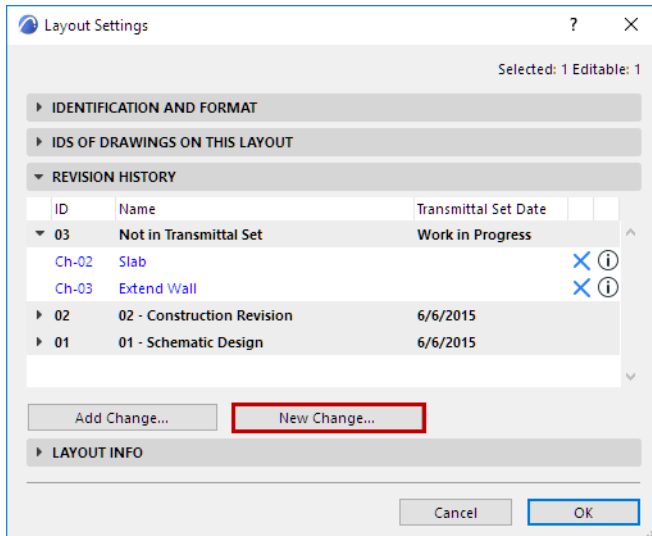 Layout Settings
Selected: 1 Editable: 1
IDENTIFICATION AND FORMAT
IDS OF DRAWINGS ON THIS LAYOUT
REVISION HISTORY
ID Name Transmittal Set Date
03 Not in Transmittal Set Work in Progress
Ch-02 Slab
Ch-03 Extend Wall
02 02 - Construction Revision 6/6/2015
01 01 - Schematic Design 6/6/2015
Add Change... New Change...
LAYOUT INFO
Cancel OK